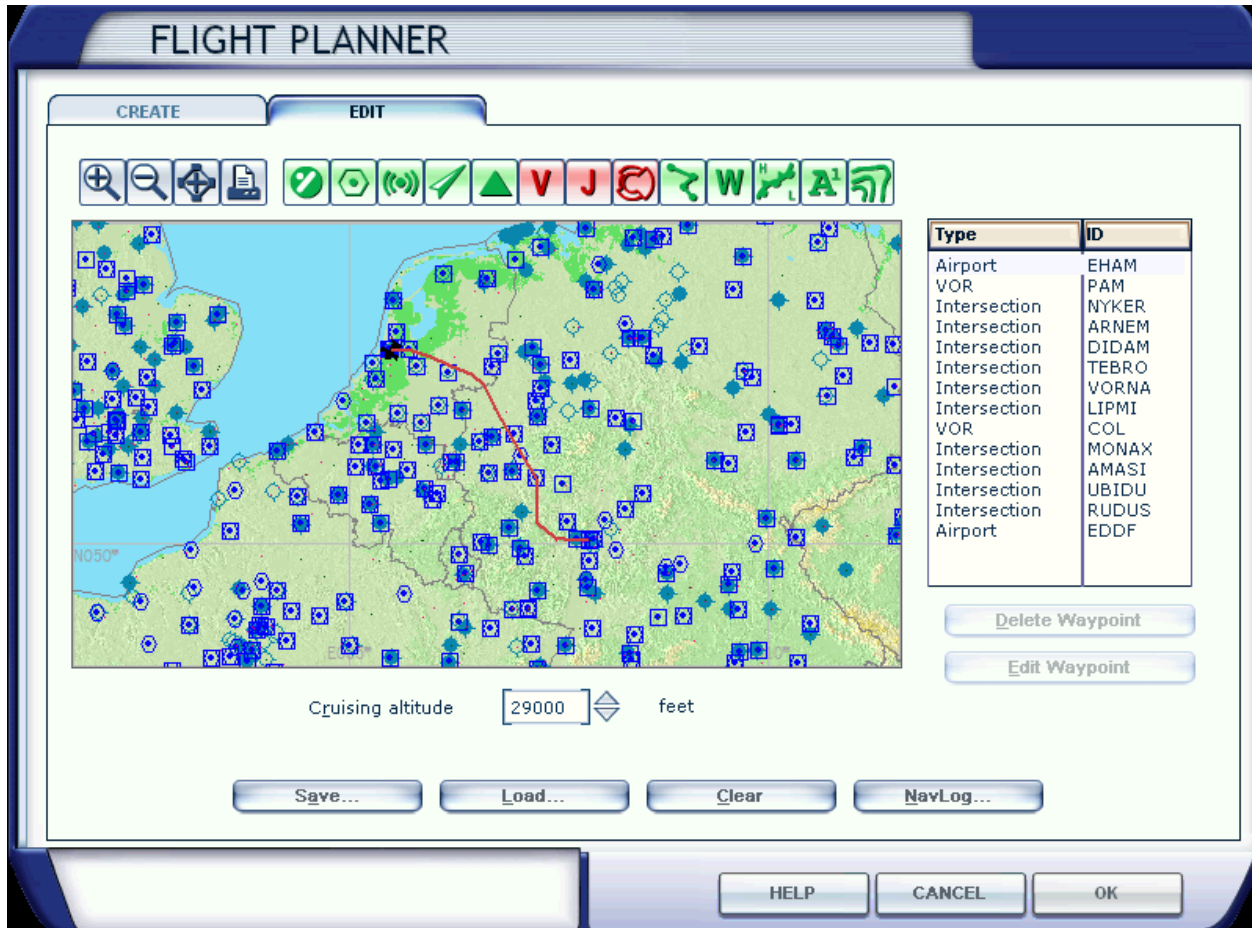 FLIGHT PLANNER
CREATE
EDIT
V
J
W
H
L
A1
Type ID
Airport EHAM
VOR PAM
Intersection NYKER
Intersection ARNEM
Intersection DIDAM
Intersection TEBRO
Intersection VORNA
Intersection LIPMI
VOR COL
Intersection MONAX
Intersection AMASI
Intersection UBIDU
Intersection RUDUS
Airport EDDF
N050°
Delete Waypoint
Edit Waypoint
Cruising altitude 29000 feet
Save...
Load...
Clear
NavLog...
HELP
CANCEL
OK